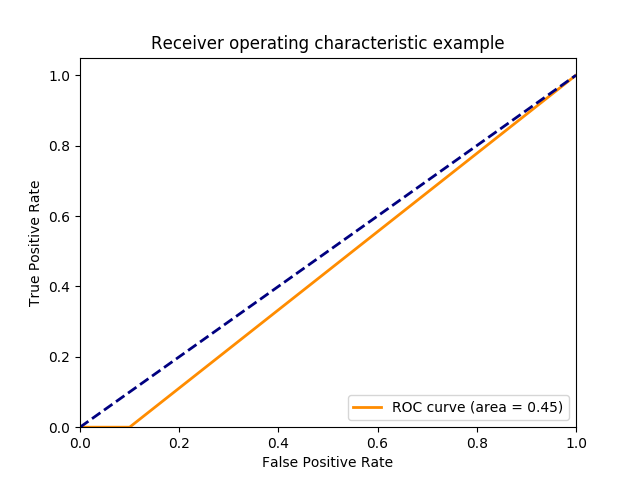 Receiver operating characteristic example
True Positive Rate
1.0
0.8
0.6
0.4
0.2
0.0
ROC curve (area = 0.45)
0.0 0.2 0.4 0.6 0.8 1.0
False Positive Rate